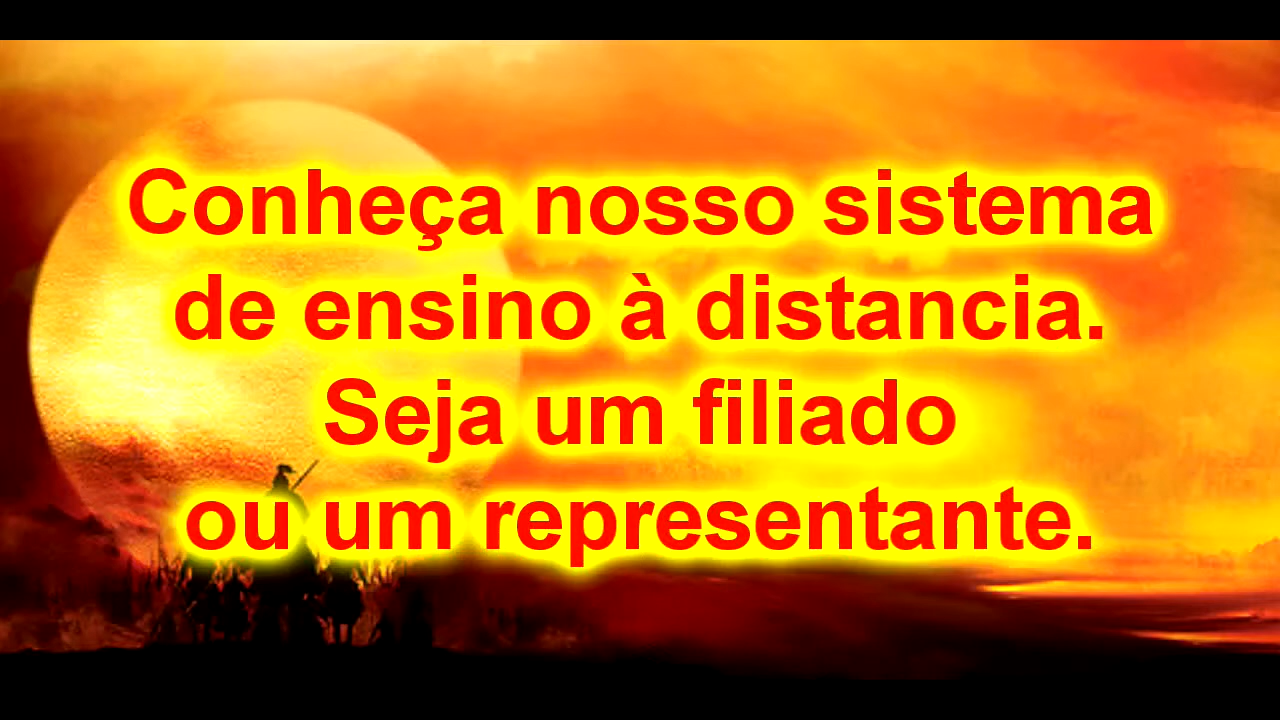 Conheça nosso sistema
de ensino à distancia.
Seja um filiado
ou um representante.